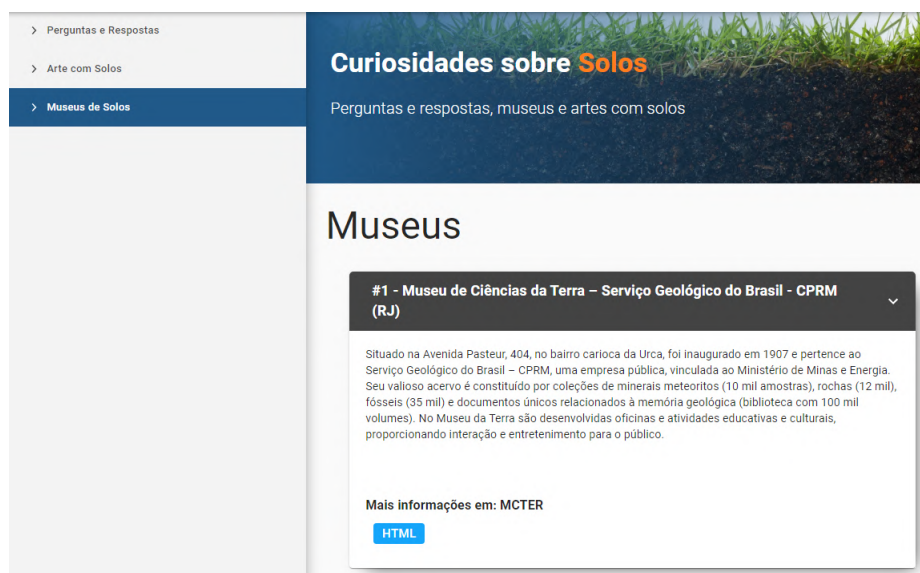 Perguntas e Respostas
Arte com Solos
Museus de Solos
Curiosidades sobre Solos
Perguntas e respostas, museus e artes com solos
Museus
#1 - Museu de Ciências da Terra – Serviço Geológico do Brasil - CPRM
(RJ)
Situado na Avenida Pasteur, 404, no bairro carioca da Urca, foi inaugurado em 1907 e pertence ao
Serviço Geológico do Brasil – CPRM, uma empresa pública, vinculada ao Ministério de Minas e Energia.
Seu valioso acervo é constituído por coleções de minerais meteoritos (10 mil amostras), rochas (12 mil),
fósseis (35 mil) e documentos únicos relacionados à memória geológica (biblioteca com 100 mil
volumes). No Museu da Terra são desenvolvidas oficinas e atividades educativas e culturais,
proporcionando interação e entretenimento para o público.
Mais informações em: MCTER
HTML